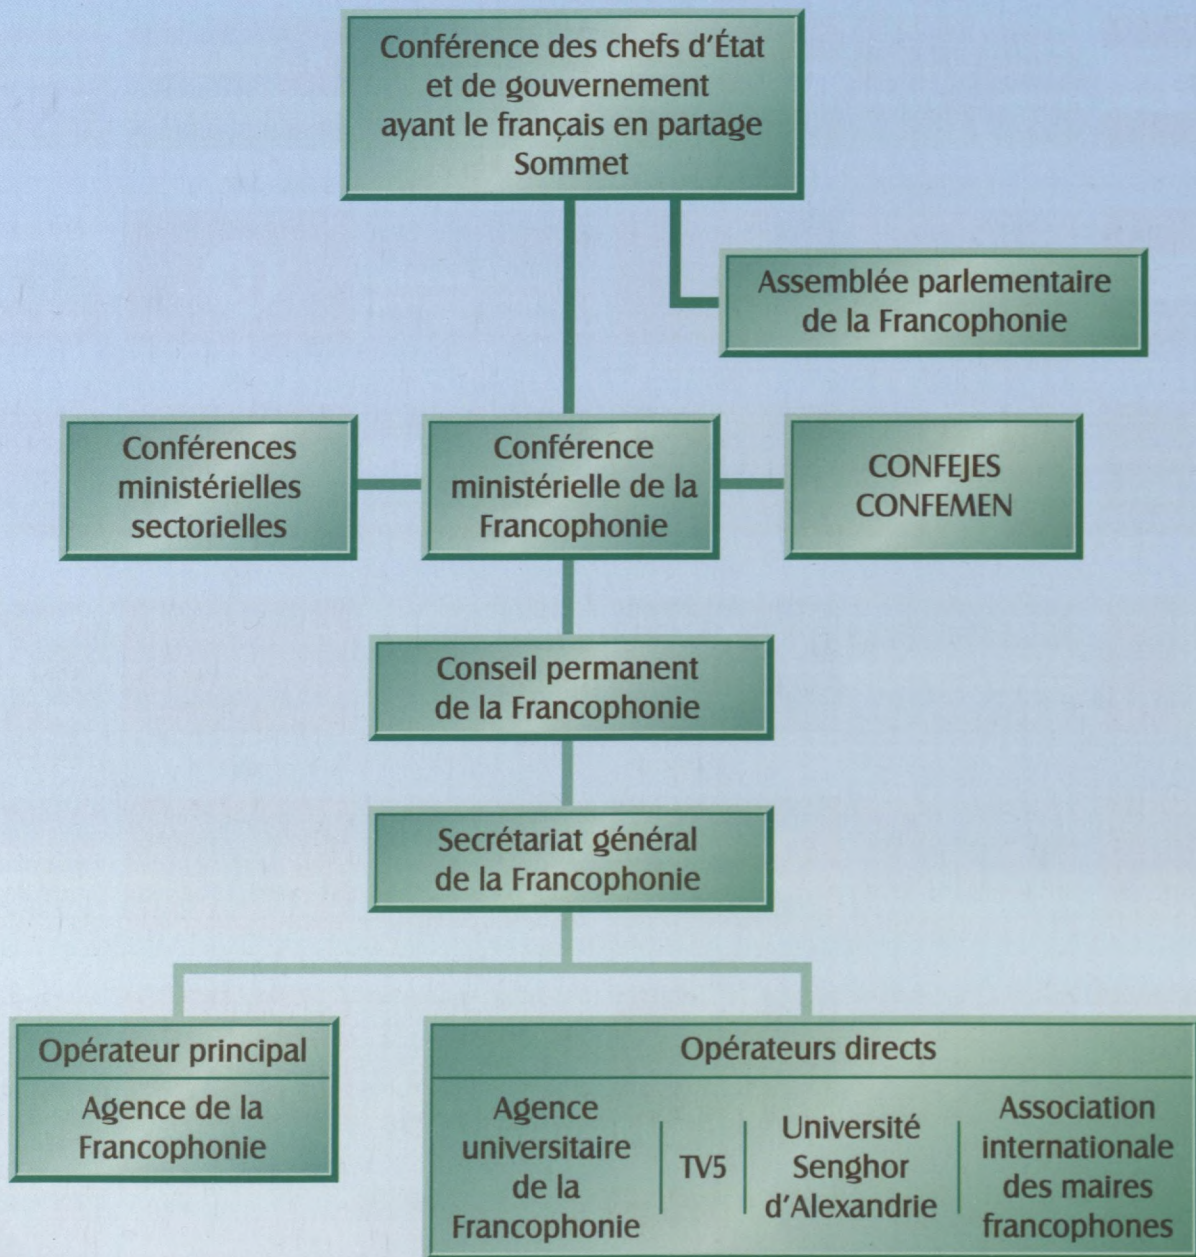 Conférence des chefs d'État
et de gouvernement
ayant le français en partage
Sommet
Assemblée parlementaire
de la Francophonie
Conférences
ministérielles
sectorielles
Conférence
ministérielle de la
Francophonie
CONFEJES
CONFEMEN
Conseil permanent
de la Francophonie
Secrétariat général
de la Francophonie
Opérateur principal
Agence de la
Francophonie
Opérateurs directs
Agence
universitaire
de la
Francophonie
TV5
Université
Senghor
d'Alexandrie
Association
internationale
des maires
francophones